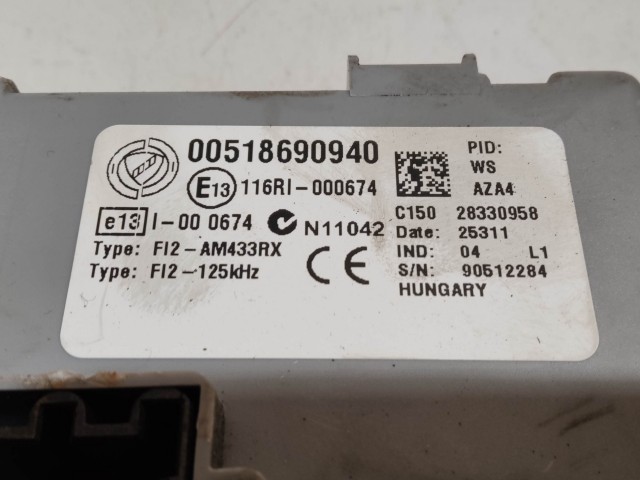 00518690940
E13 116RI-000674
e13 I-00 0674 N11042
Type: FI2-AM433RX
Type: FI2-125kHz
CE
PID:
WS
AZA4
C150 28330958
Date: 25311
IND: 04 L1
S/N: 90512284
HUNGARY